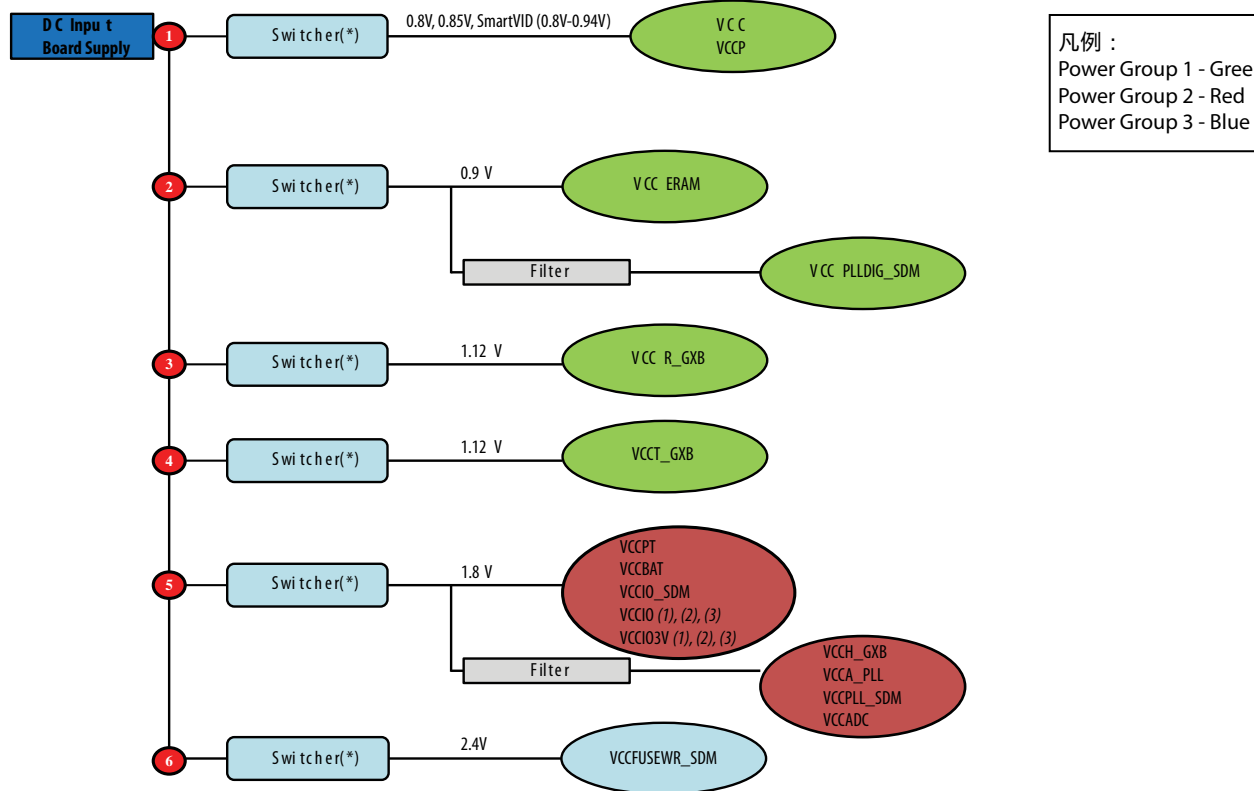 DC Input
Board Supply
1
Switcher(*)
0.8V, 0.85V, SmartVID (0.8V-0.94V)
VCC
VCCP
凡例：
Power Group 1 - Gree
Power Group 2 - Red
Power Group 3 - Blue
2
Switcher(*)
0.9 V
VCC ERAM
Filter
VCC PLLDIG_SDM
3
Switcher(*)
1.12 V
VCC R_GXB
4
Switcher(*)
1.12 V
VCCT_GXB
5
Switcher(*)
1.8 V
VCCPT
VCCBAT
VCCIO_SDM
VCCIO (1), (2), (3)
VCCIO3V (1), (2), (3)
Filter
VCCH_GXB
VCCA_PLL
VCCPLL_SDM
VCCADC
6
Switcher(*)
2.4V
VCCFUSEWR_SDM